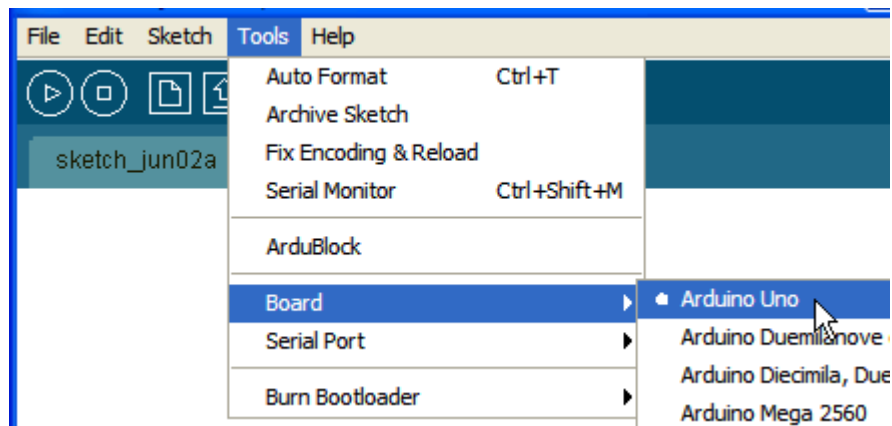 File Edit Sketch Tools Help
Auto Format Ctrl+T
Archive Sketch
sketch_jun02a
Fix Encoding & Reload
Serial Monitor Ctrl+Shift+M
ArduBlock
Board
Arduino Uno
Serial Port
Arduino Duemilanove
Arduino Diecimila, Due
Burn Bootloader
Arduino Mega 2560